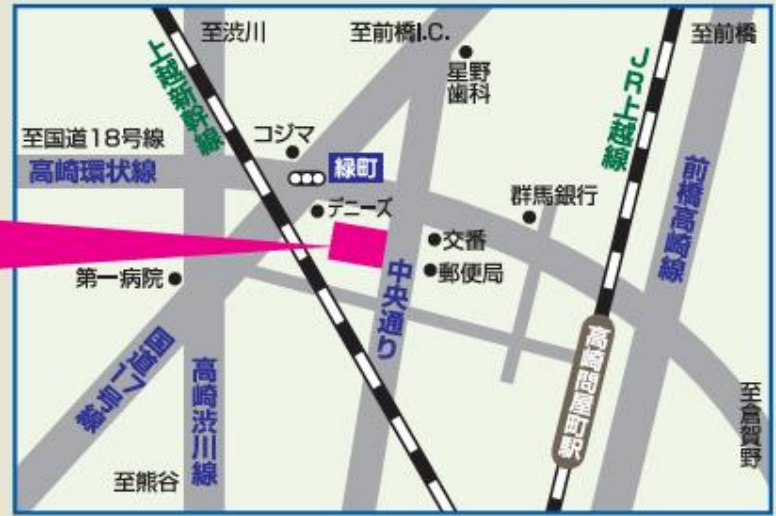 至渋川
至前橋I.C.
至前橋
上越新幹線
星野
歯科
JR上越線
至国道18号線
コジマ
高崎環状線
緑町
前橋高崎線
デニーズ
群馬銀行
交番
第一病院
郵便局
中央通り
国道17号線
高崎渋川線
高崎問屋町駅
至倉賀野
至熊谷